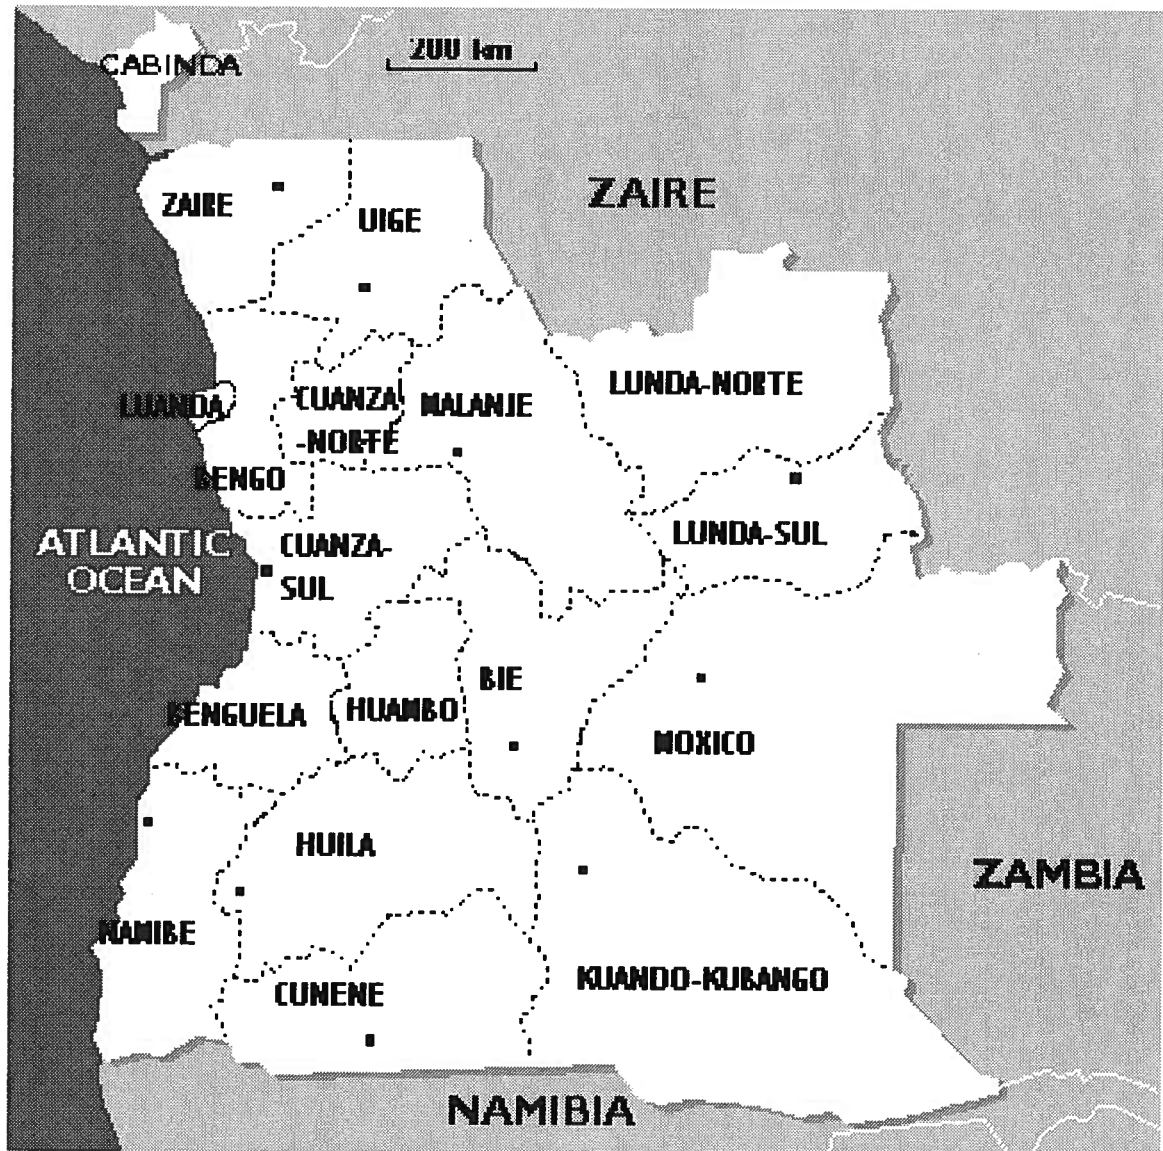 CABINDA
200 km
ZAIRE
ZAIRE
UIGE
LUNDA-NORTE
LUANDA
CUANZA
-NORTE
MALANJE
BENGO
LUNDA-SUL
ATLANTIC
OCEAN
CUANZA-
SUL
BIE
BENGUELA
HUAMBO
MOXICO
HUILA
ZAMBIA
NAMIBE
CUNENE
KUANDO-KUBANGO
NAMIBIA